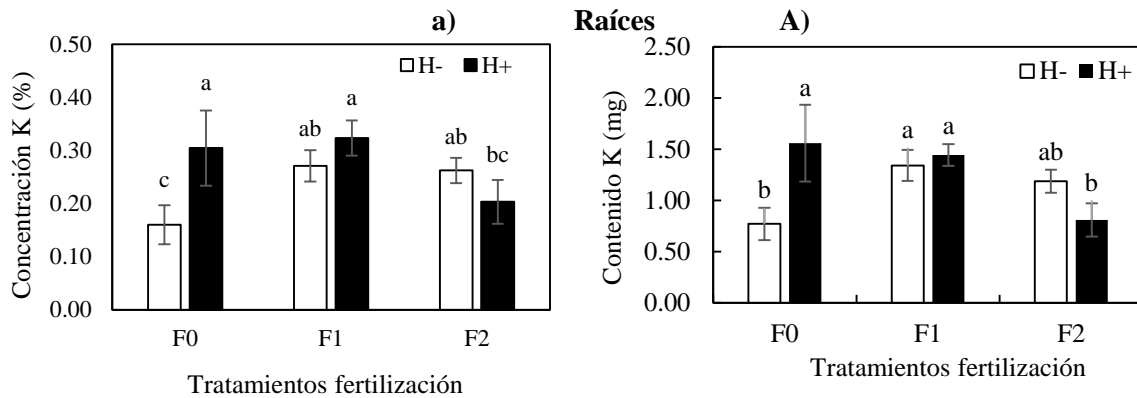 a) Raíces A)
Concentración K (%)
0.50
0.40
0.30
0.20
0.10
0.00
H- H+
c a ab a ab bc
F0 F1 F2
Tratamientos fertilización
Contenido K (mg)
2.50
2.00
1.50
1.00
0.50
0.00
H- H+
b a a a ab b
F0 F1 F2
Tratamientos fertilización